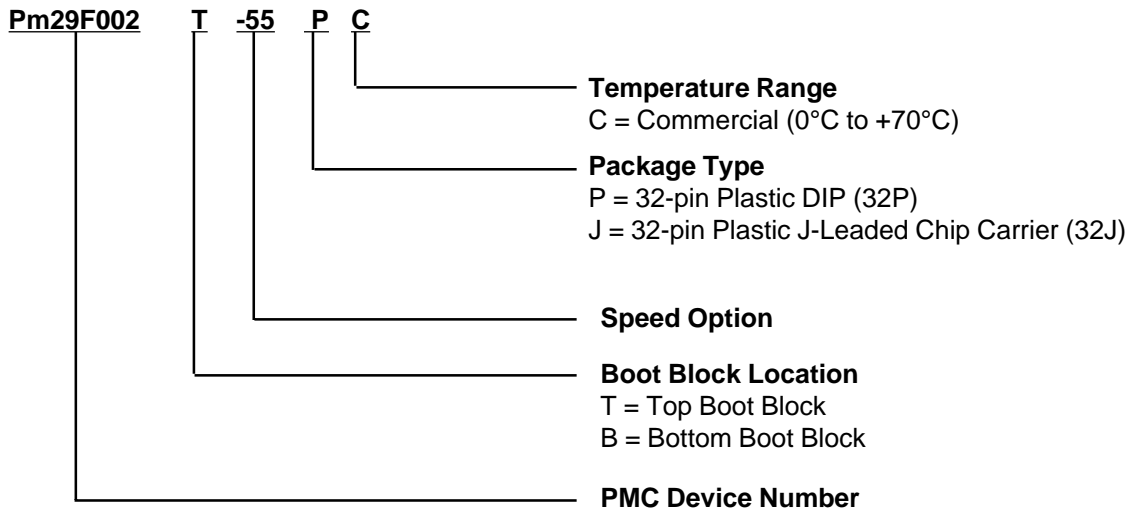 Pm29F002 T -55 P C
Temperature Range
C = Commercial (0°C to +70°C)
Package Type
P = 32-pin Plastic DIP (32P)
J = 32-pin Plastic J-Leaded Chip Carrier (32J)
Speed Option
Boot Block Location
T = Top Boot Block
B = Bottom Boot Block
PMC Device Number